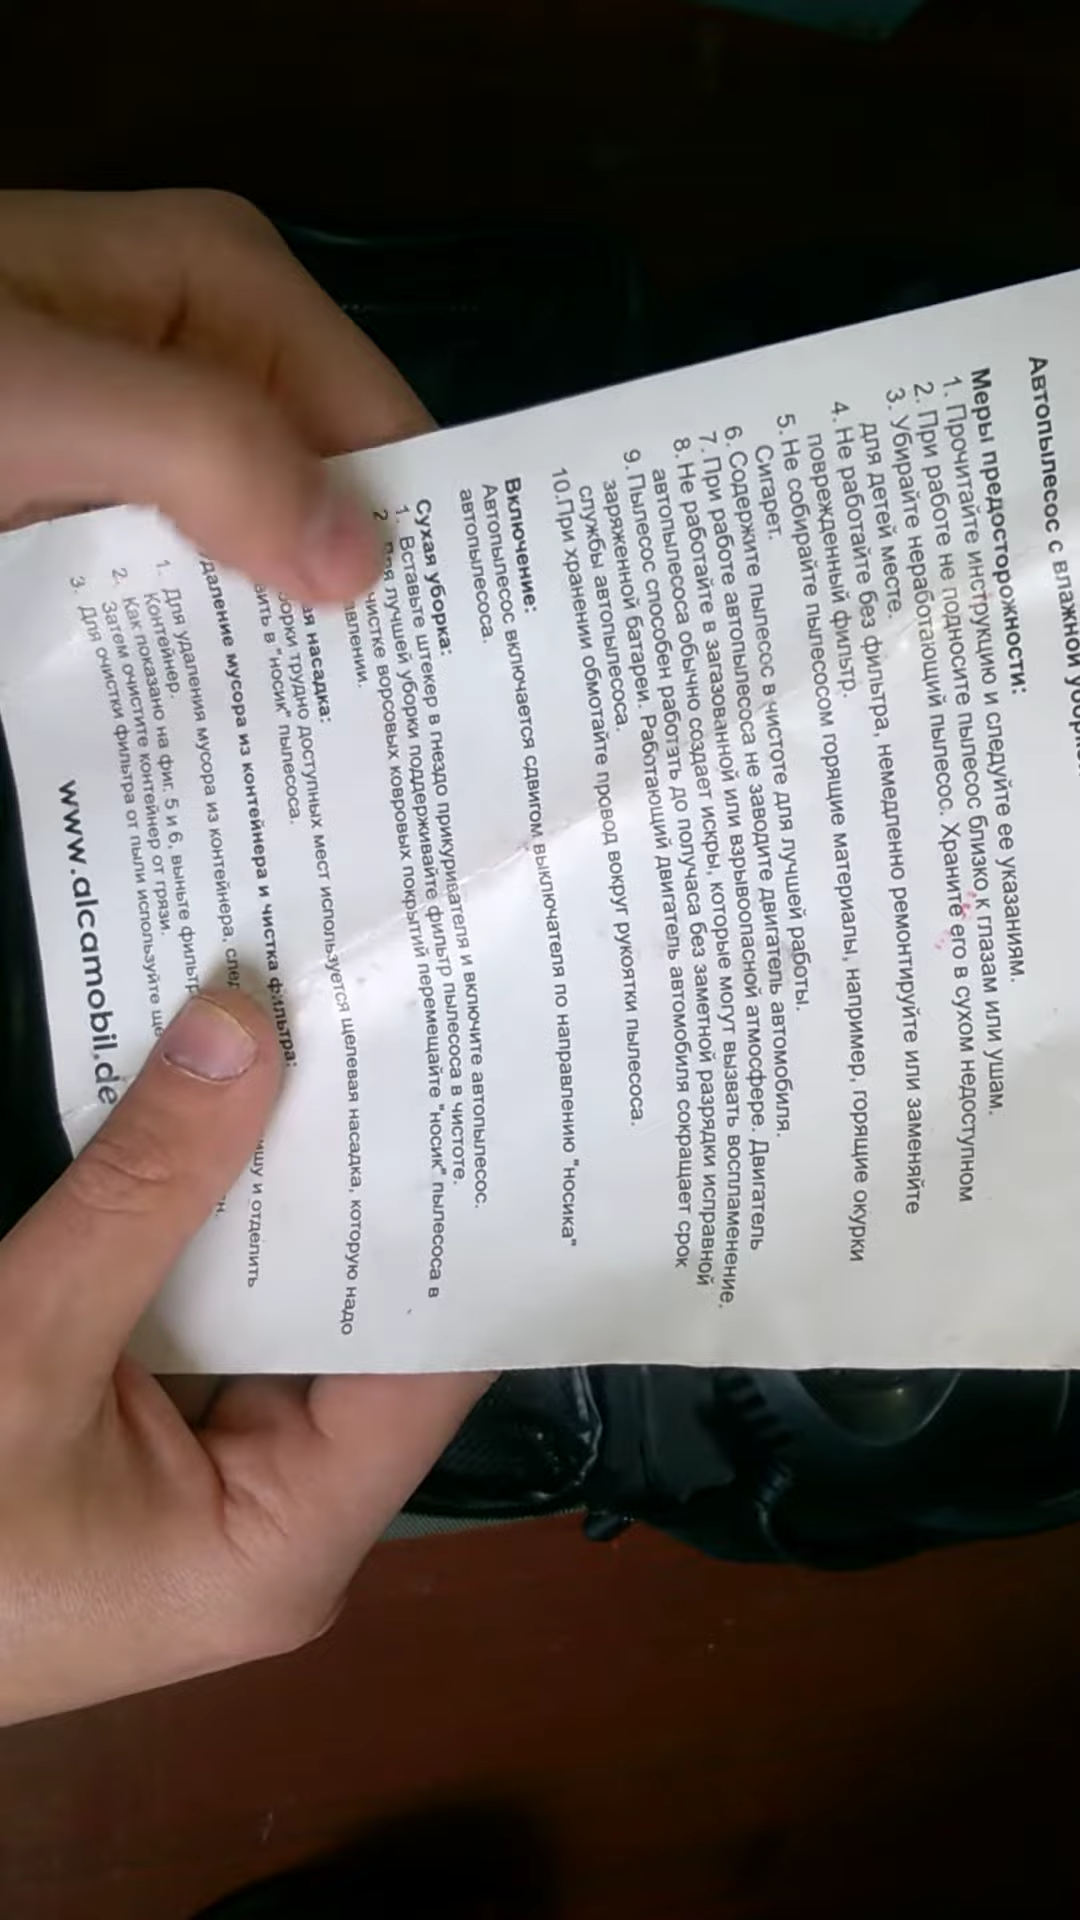 Автопылесос с влажной
Меры предосторожности:
1. Прочитайте инструкцию и следуйте ее указаниям.
2. При работе не подносите пылесос близко к глазам или ушам.
3. Убирайте неработающий пылесос. Храните его в сухом недоступном
для детей месте.
4. Не работайте без фильтра, немедленно ремонтируйте или заменяйте
поврежденный фильтр.
5. Не собирайте пылесосом горящие материалы, например, горящие окурки
Сигарет.
6. Содержите пылесос в чистоте для лучшей работы.
7. При работе автопылесоса не заводите двигатель автомобиля.
8. Не работайте в загазованной или взрывоопасной атмосфере. Двигатель
автопылесоса обычно создает искры, которые могут вызвать воспламенение.
9. Пылесос способен работать до получаса без заметной разрядки исправной
заряженной батареи. Работающий двигатель автомобиля сокращает срок
службы автопылесоса.
10.При хранении обмотайте провод вокруг рукоятки пылесоса.
Включение:
Автопылесос включается сдвигом выключателя по направлению "носика"
автопылесоса.
Сухая уборка:
1. Вставьте штекер в гнездо прикуривателя и включите автопылесос.
2 Для лучшей уборки поддерживайте фильтр пылесоса в чистоте.
чистке ворсовых ковровых покрытий перемещайте "носик" пылесоса в
насадка:
трудно доступных мест используется щелевая насадка, которую надо
в "носик" пылесоса.
мусора из контейнера и чистка фильтра:
1. Для удаления мусора из контейнера, и отделить
Контейнер.
2. Как показано на фиг. 5 и 6, выньте
Затем очистите контейнер от грязи.
3. Для очистки фильтра от пыли используйте
www.alcamobil.de